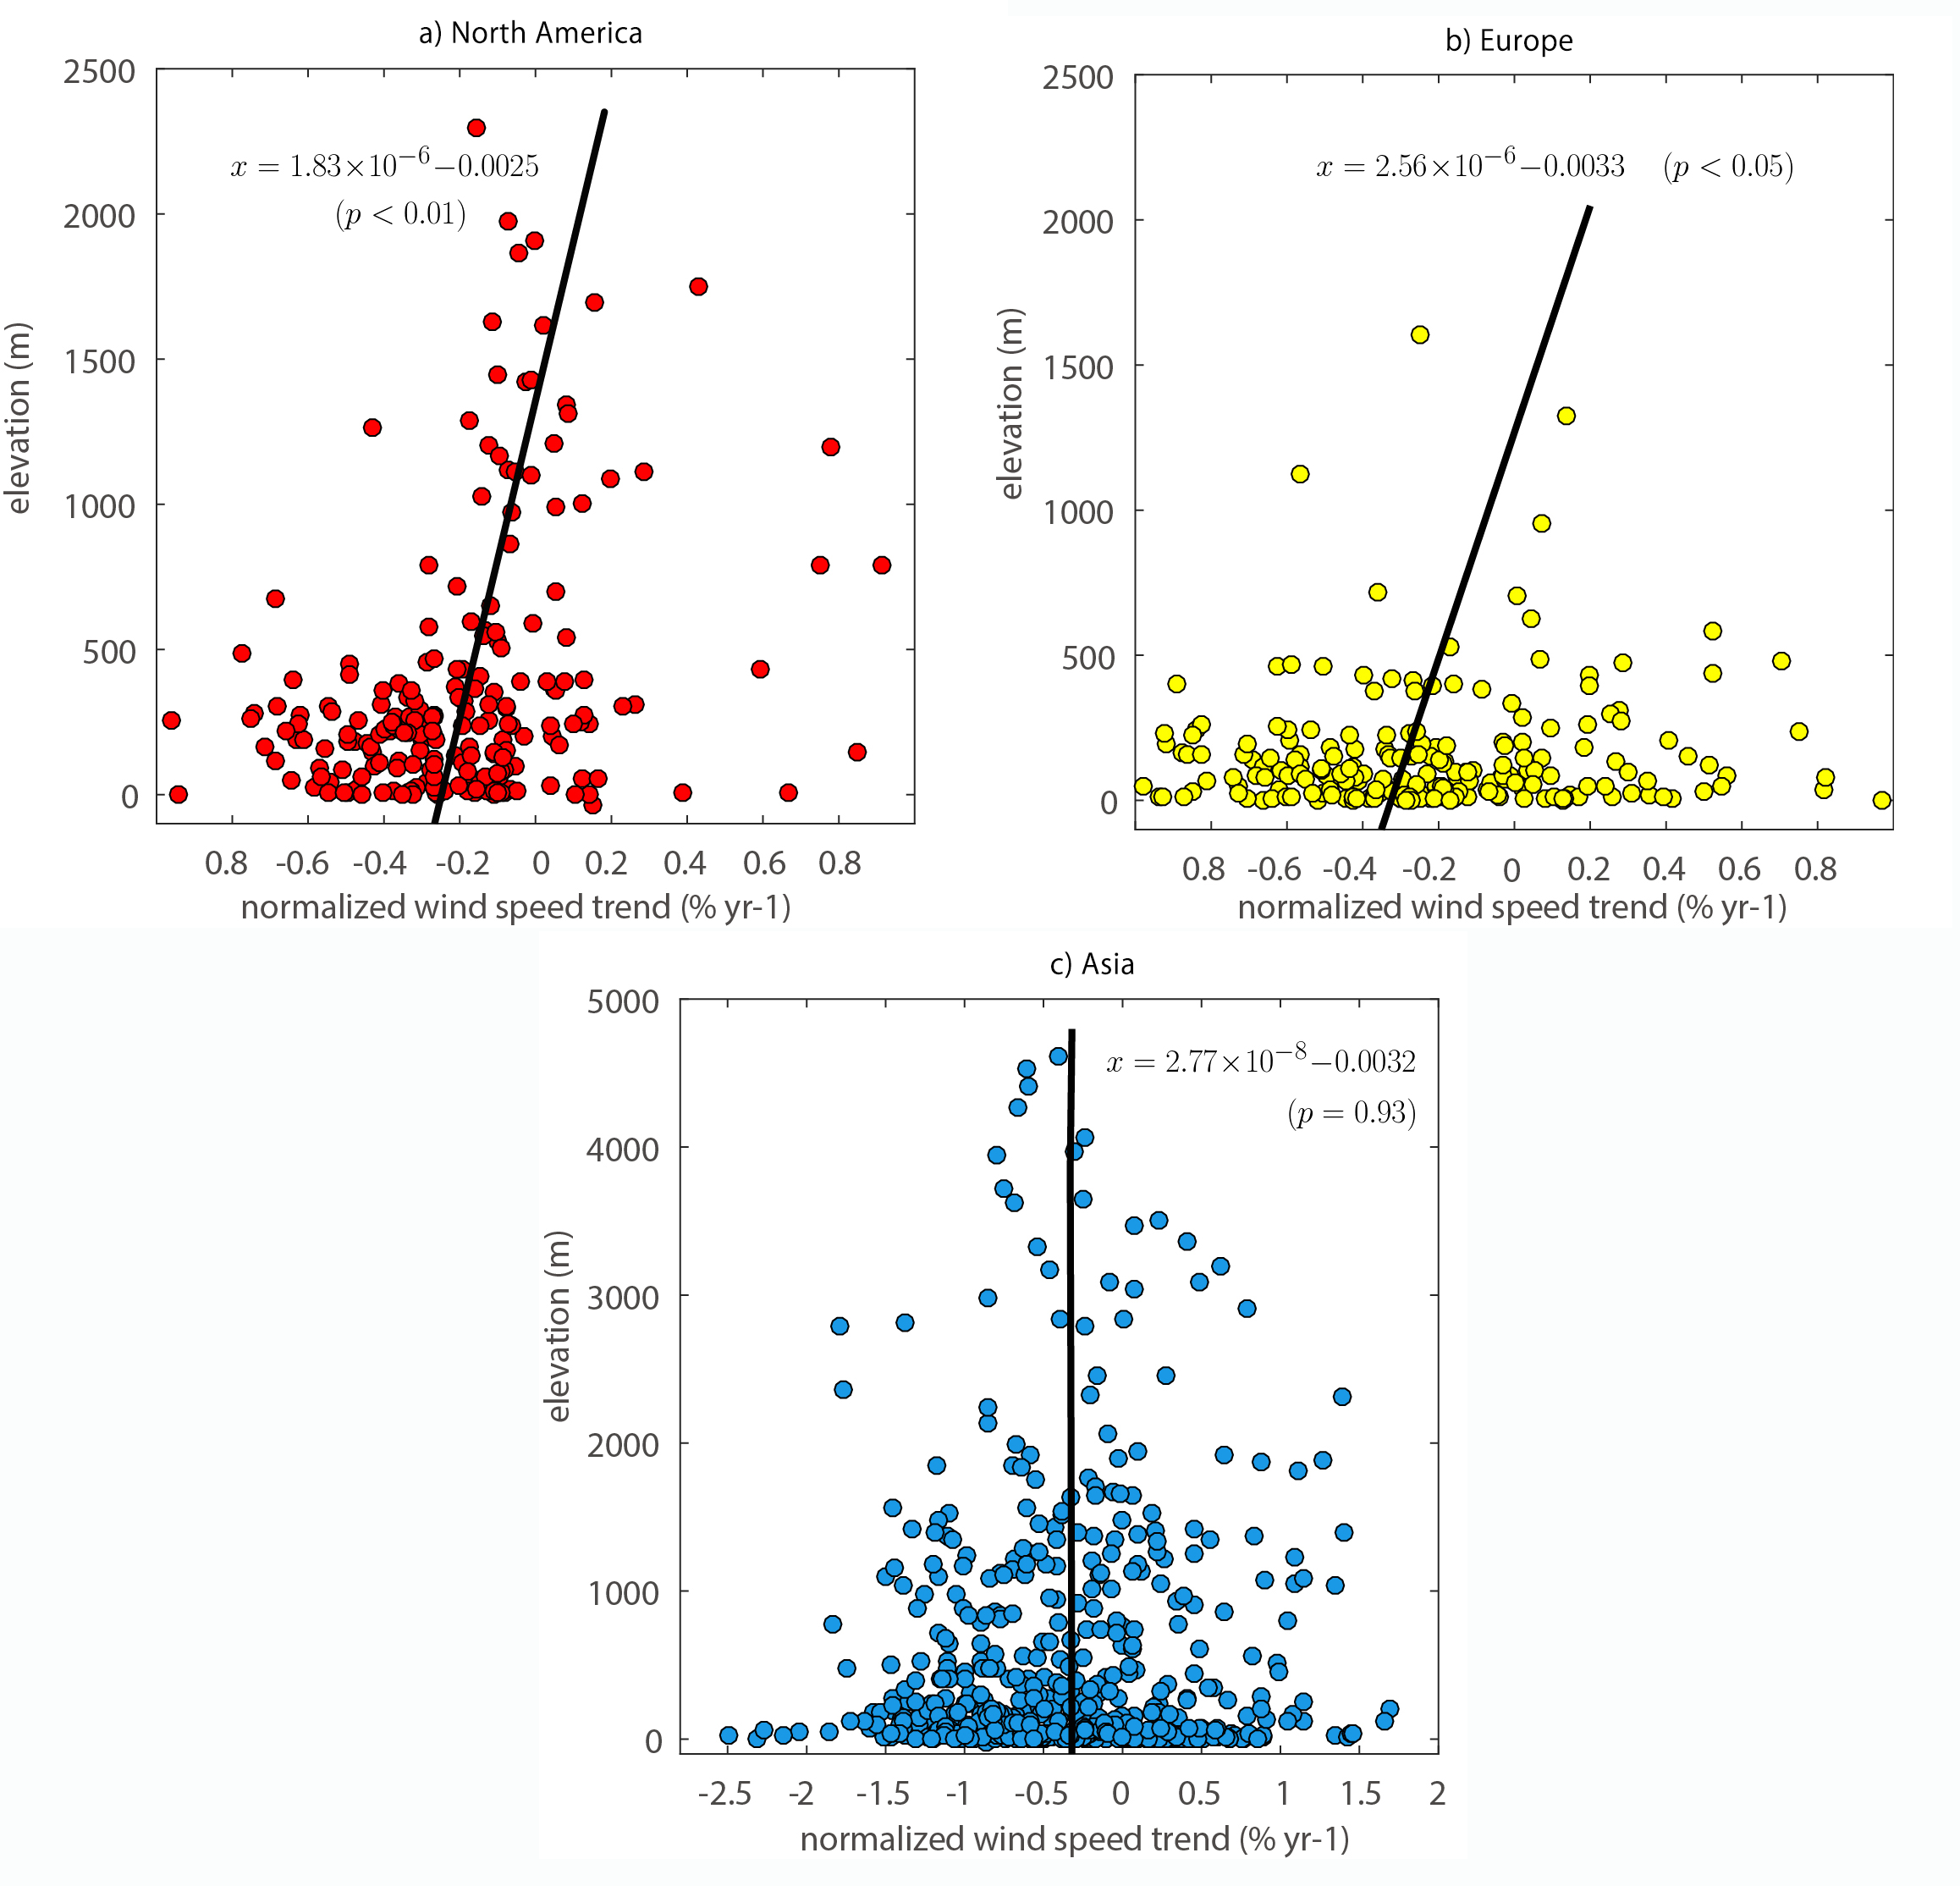 a) North America
2500
2000
1500
1000
500
0
elevation (m)
x = 1.83×10−6−0.0025
(p < 0.01)
0.8 -0.6 -0.4 -0.2 0 0.2 0.4 0.6 0.8
normalized wind speed trend (% yr-1)
b) Europe
2500
2000
1500
1000
500
0
elevation (m)
x = 2.56×10−6−0.0033 (p < 0.05)
0.8 -0.6 -0.4 -0.2 0 0.2 0.4 0.6 0.8
normalized wind speed trend (% yr-1)
c) Asia
5000
4000
3000
2000
1000
0
elevation (m)
x = 2.77×10−8−0.0032
(p = 0.93)
-2.5 -2 -1.5 -1 -0.5 0 0.5 1 1.5 2
normalized wind speed trend (% yr-1)